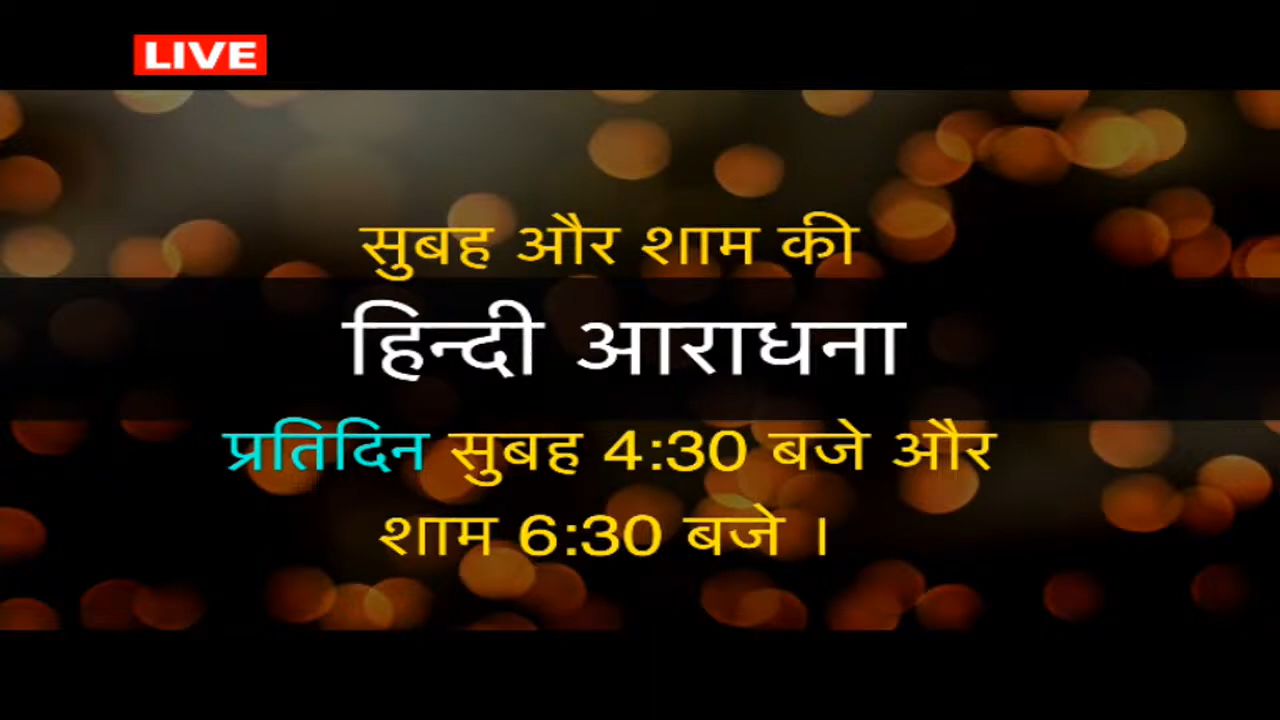 LIVE
सुबह और शाम की
हिन्दी आराधना
प्रतिदिन सुबह 4:30 बजे और
शाम 6:30 बजे ।